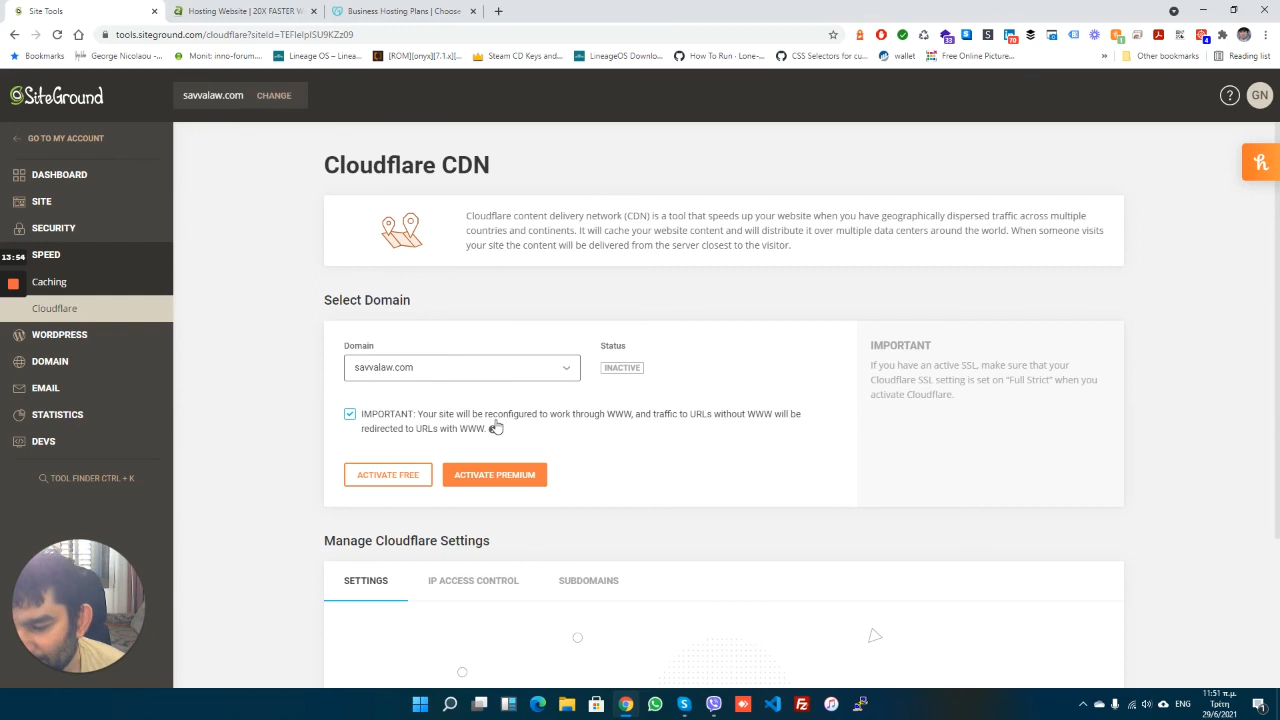 Site Tools
Hosting Website | 20X FASTER W
Business Hosting Plans | Choose
tools.siteground.com/cloudflare?siteId=TEFleIpISU9KZz09
33
70
1
4
Bookmarks
George Nicolaou -...
Monit: inno-forum....
LineageOS – Linea...
[ROM][onyx][7.1.x]...
Steam CD Keys and...
LineageOS Downlo...
How To Run - Lone-...
CSS Selectors for cu...
wallet
Free Online Picture...
»
Other bookmarks
Reading list
SiteGround
savvalaw.com
CHANGE
?
GN
GO TO MY ACCOUNT
DASHBOARD
SITE
SECURITY
SPEED
13:54
Caching
Cloudflare
WORDPRESS
DOMAIN
EMAIL
STATISTICS
DEVS
TOOL FINDER CTRL + K
Cloudflare CDN
Cloudflare content delivery network (CDN) is a tool that speeds up your website when you have geographically dispersed traffic across multiple
countries and continents. It will cache your website content and will distribute it over multiple data centers around the world. When someone visits
your site the content will be delivered from the server closest to the visitor.
Select Domain
Domain
Status
savvalaw.com
INACTIVE
IMPORTANT: Your site will be reconfigured to work through WWW, and traffic to URLs without WWW will be
redirected to URLs with WWW.
ACTIVATE FREE
ACTIVATE PREMIUM
IMPORTANT
If you have an active SSL, make sure that your
Cloudflare SSL setting is set on “Full Strict” when you
activate Cloudflare.
Manage Cloudflare Settings
SETTINGS
IP ACCESS CONTROL
SUBDOMAINS
11:51 π.μ.
Τρίτη
29/6/2021
1